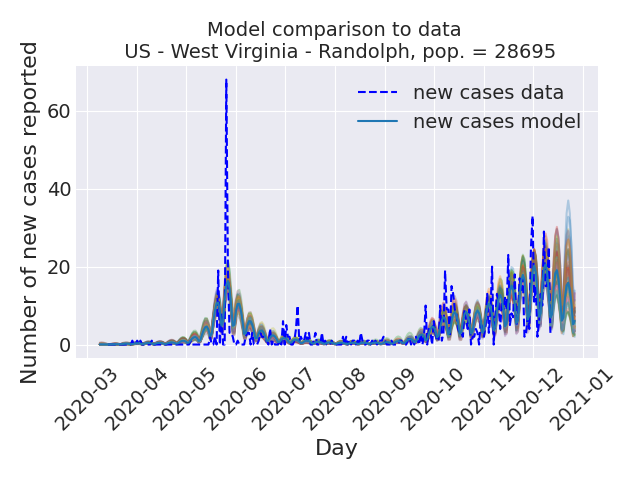 Model comparison to data
US - West Virginia - Randolph, pop. = 28695
Number of new cases reported
60
40
20
0
new cases data
new cases model
2020-03
2020-04
2020-05
2020-06
2020-07
2020-08
2020-09
2020-10
2020-11
2020-12
2021-01
Day